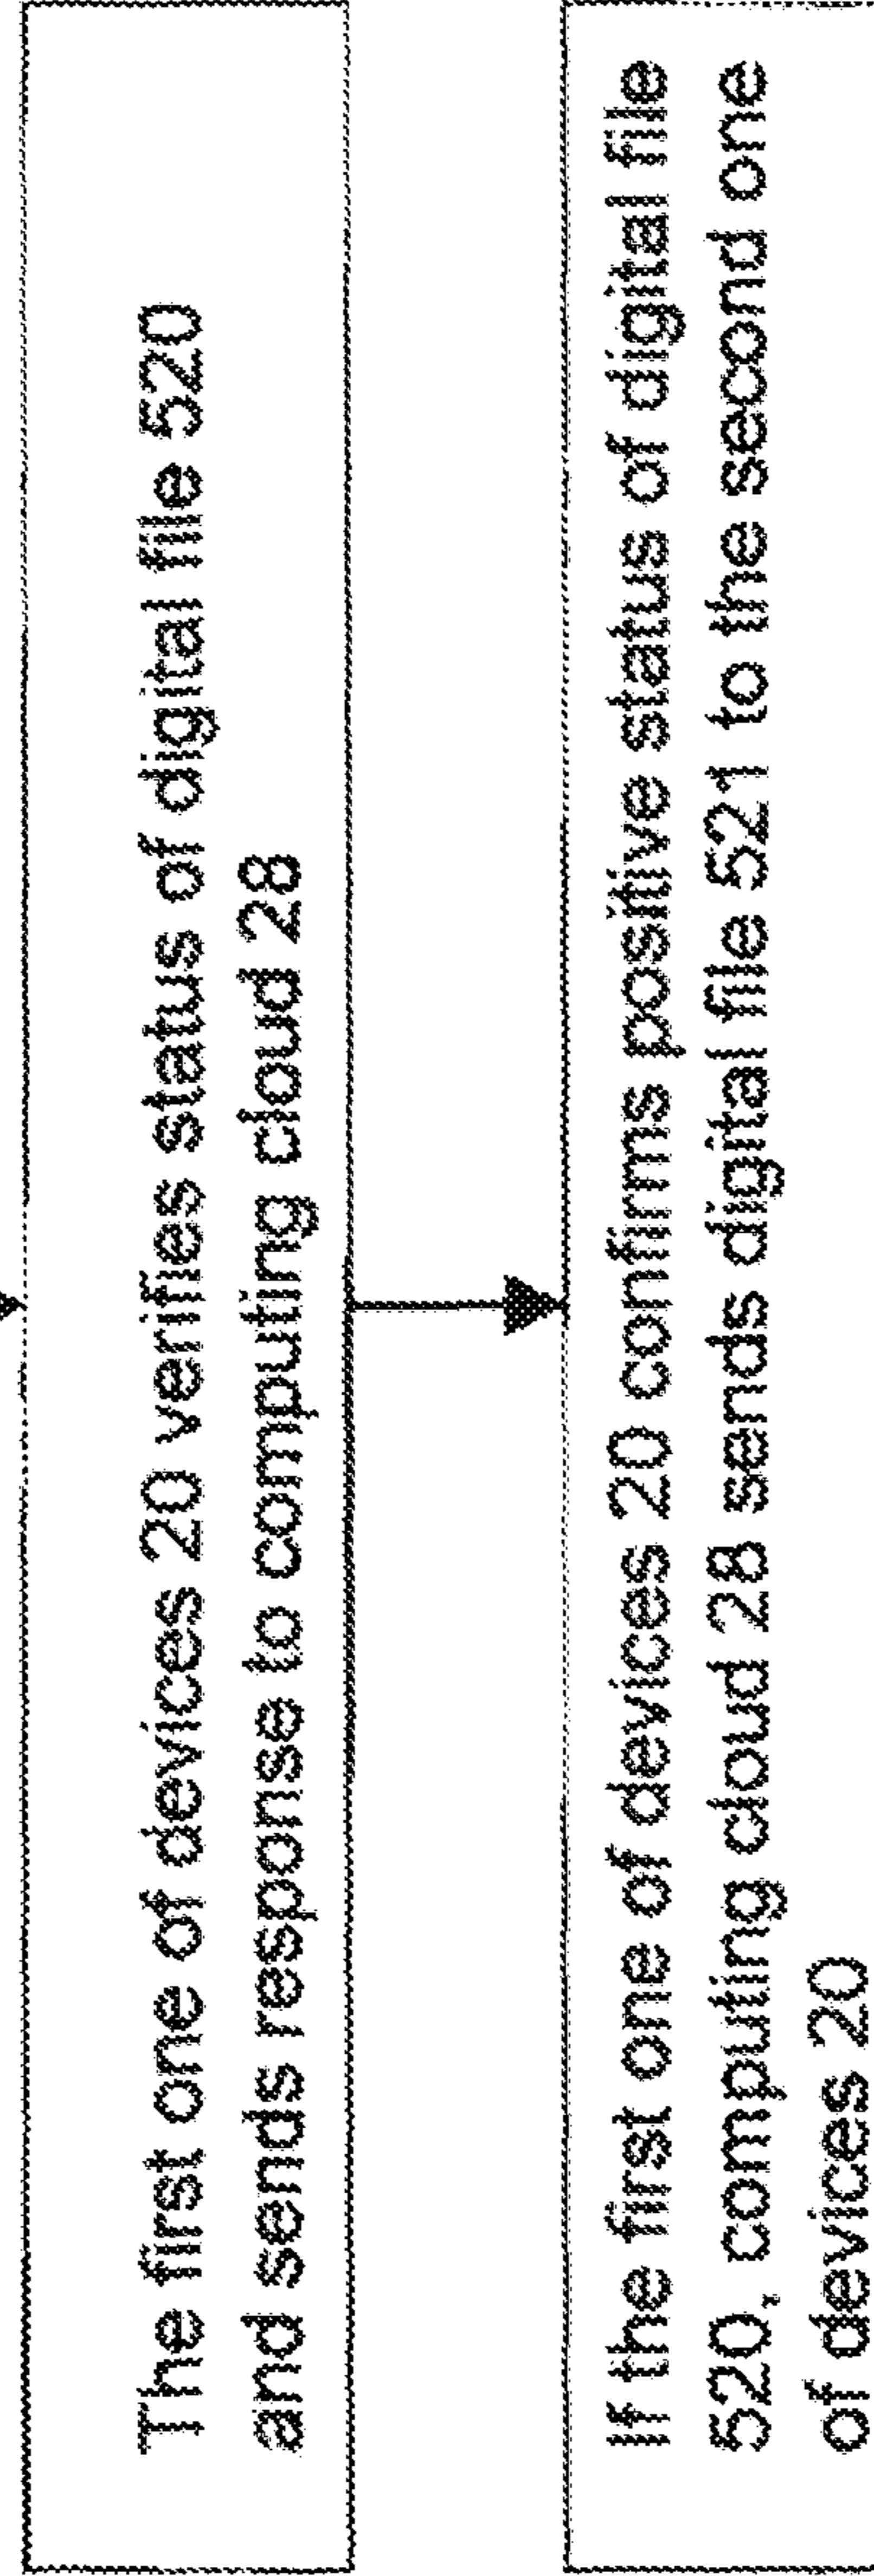 The first one of devices 20 verifies status of digital file 520
and sends response to computing cloud 28
If the first one of devices 20 confirms positive status of digital file
520, computing cloud 28 sends digital file 521 to the second one
of devices 20